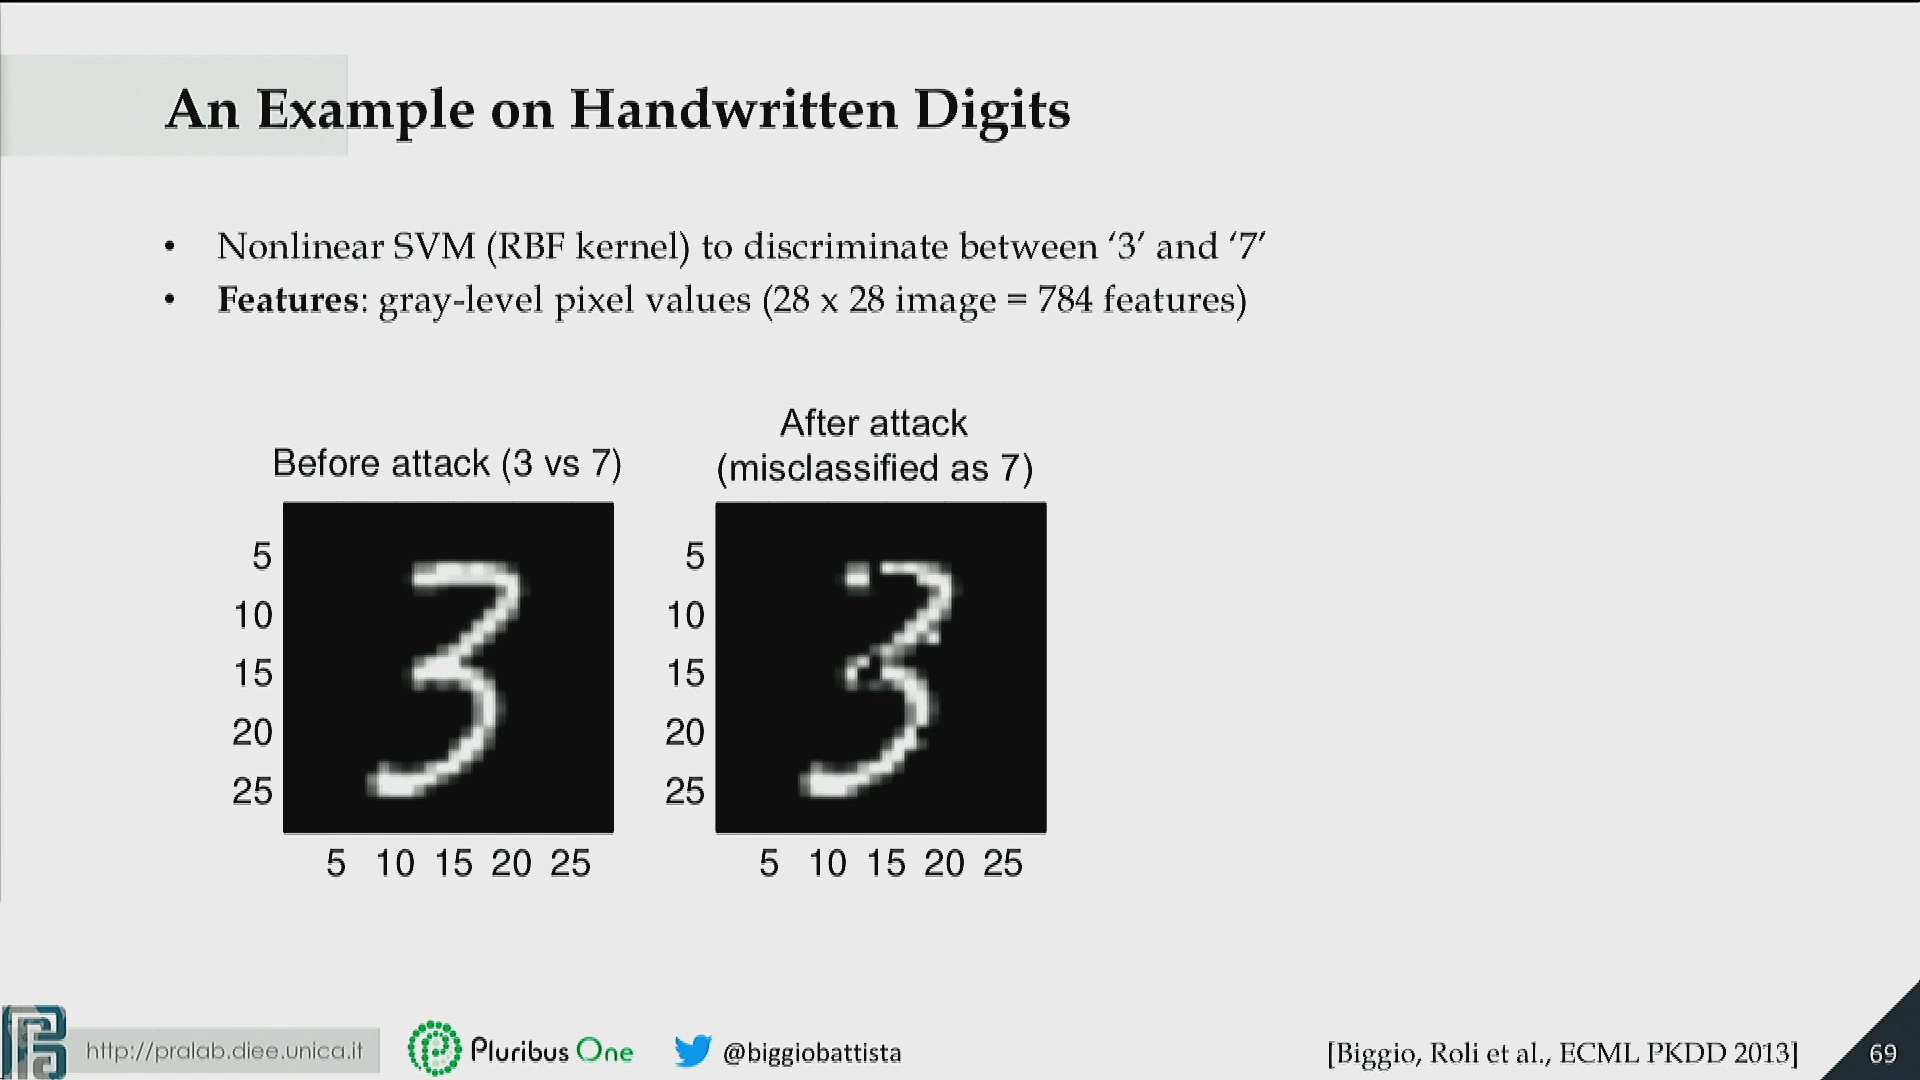 An Example on Handwritten Digits
• Nonlinear SVM (RBF kernel) to discriminate between ‘3’ and ‘7’
• Features: gray-level pixel values (28 x 28 image = 784 features)
Before attack (3 vs 7)
5
10
15
20
25
5 10 15 20 25
After attack
(misclassified as 7)
5
10
15
20
25
5 10 15 20 25
http://pralab.diee.unica.it
Pluribus One
@biggiobattista
[Biggio, Roli et al., ECML PKDD 2013]
69